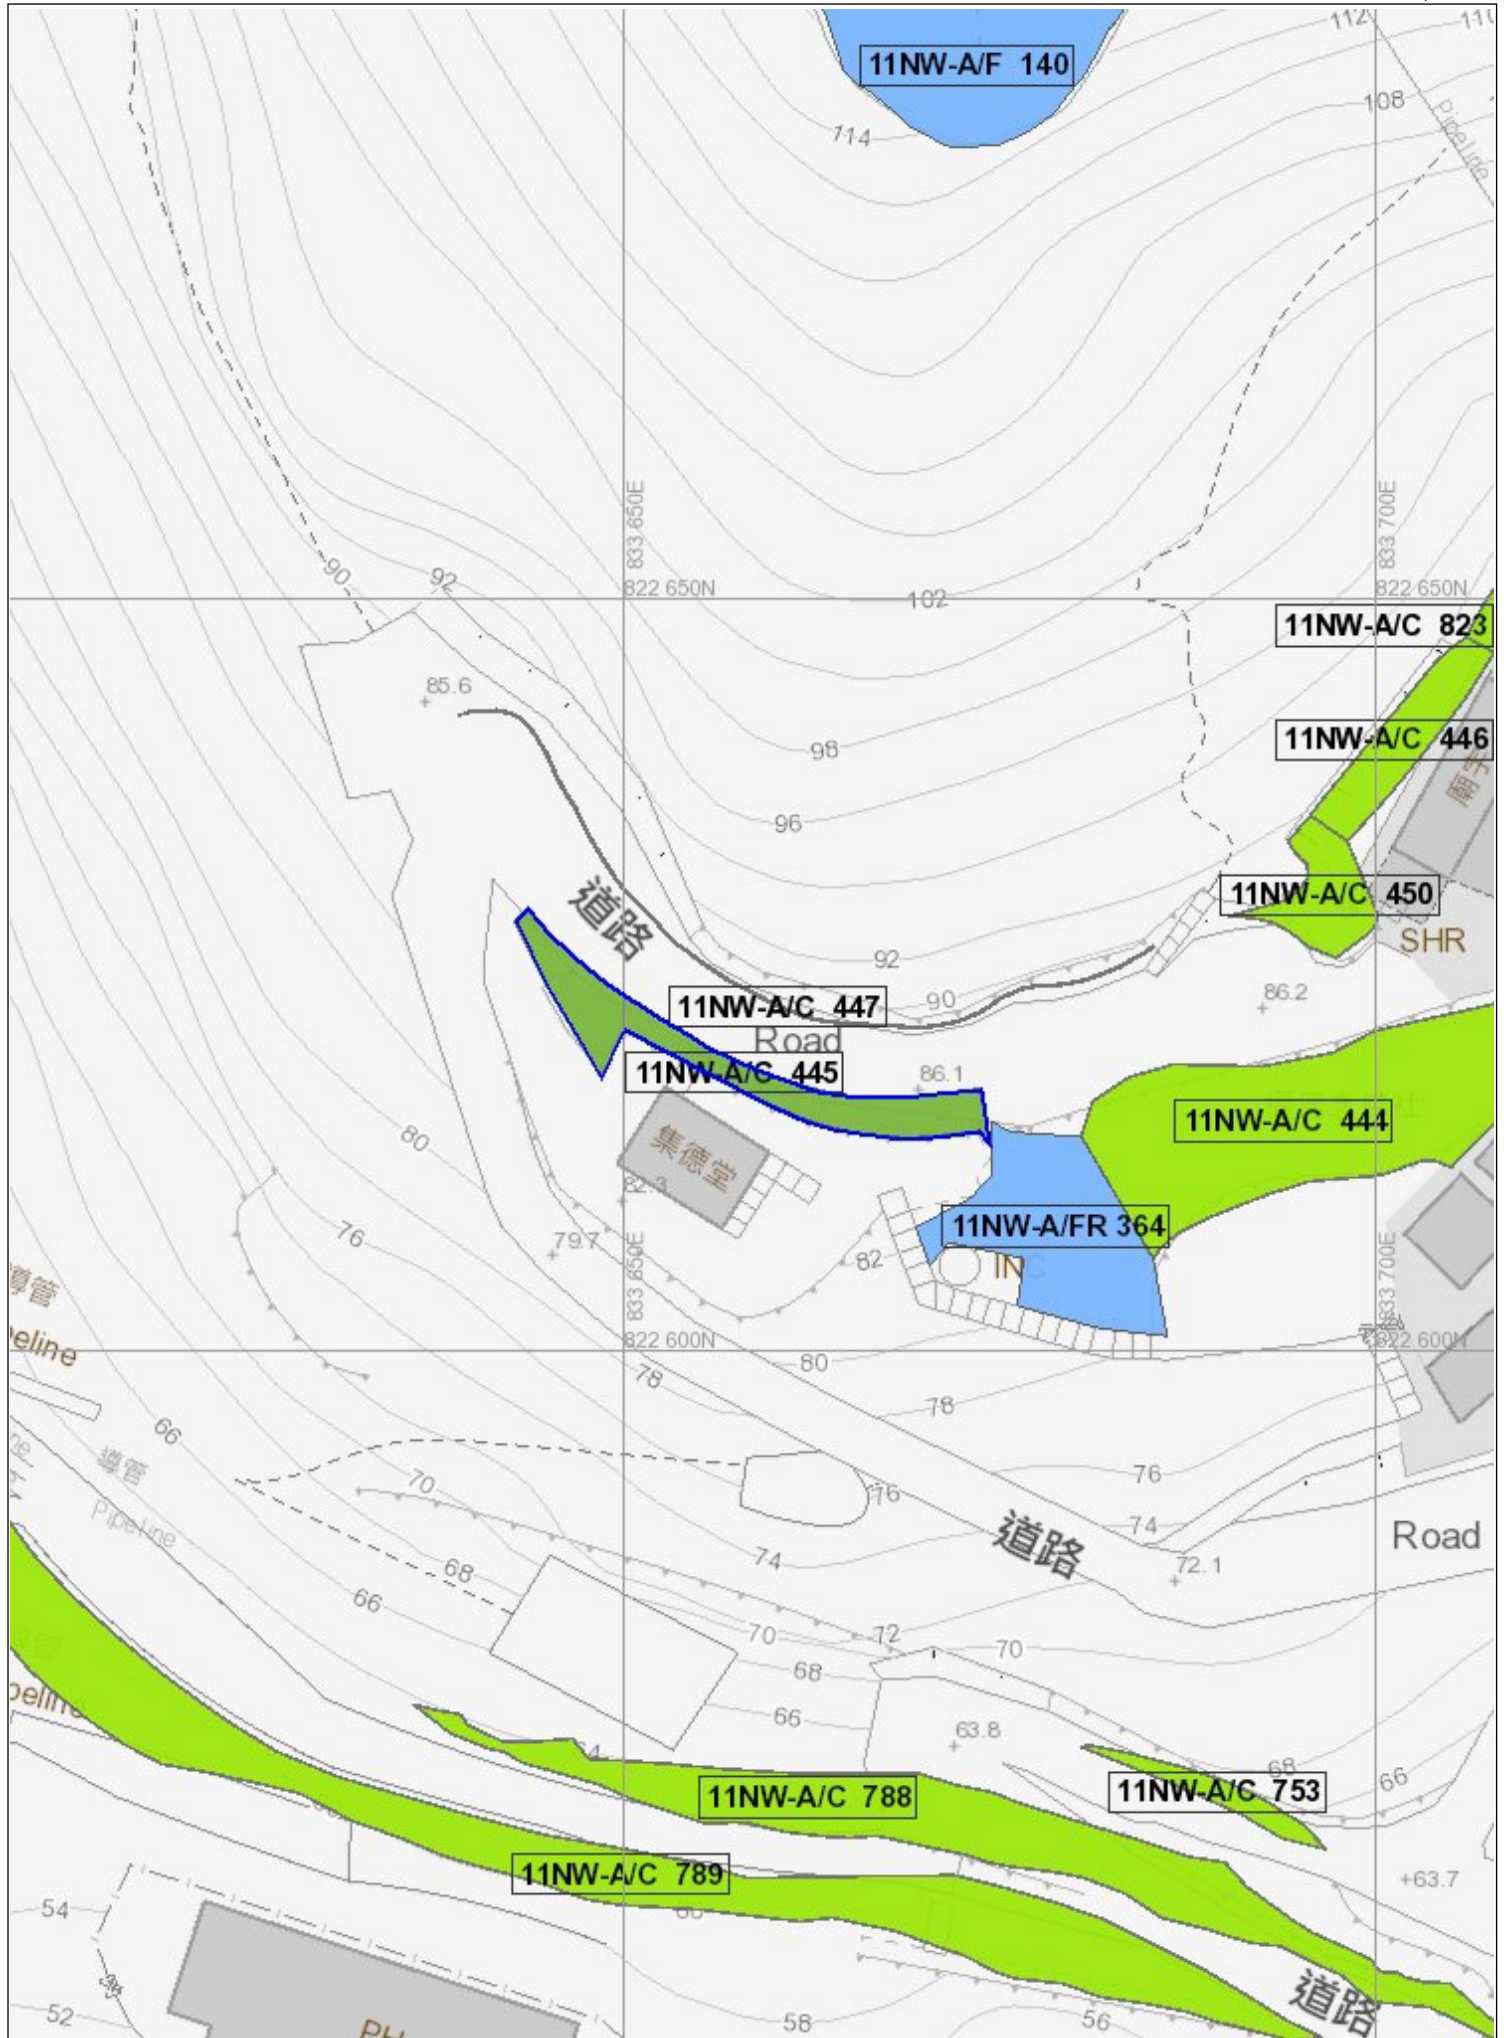 112
110
11NW-A/F 140
108
114
Pipeline
833 650E
833 700E
90
92
822 650N
822 650N
102
11NW-A/C 823
85.6
11NW-A/C 446
98
廟宇
96
道路
11NW-A/C 450
SHR
92
90
86.2
11NW-A/C 447
Road
11NW-A/C 445
86.1
11NW-A/C 444
80
集德堂
82.3
76
79.7
11NW-A/FR 364
82
833 650E
833 700E
導管
peline
822 600N
822 600N
80
78
78
66
導管
70
76
76
Pipeline
74
道路
Road
74
72.1
68
66
70
72
70
68
66
63.8
68
66
11NW-A/C 788
11NW-A/C 753
11NW-A/C 789
+63.7
54
道路
52
58
56